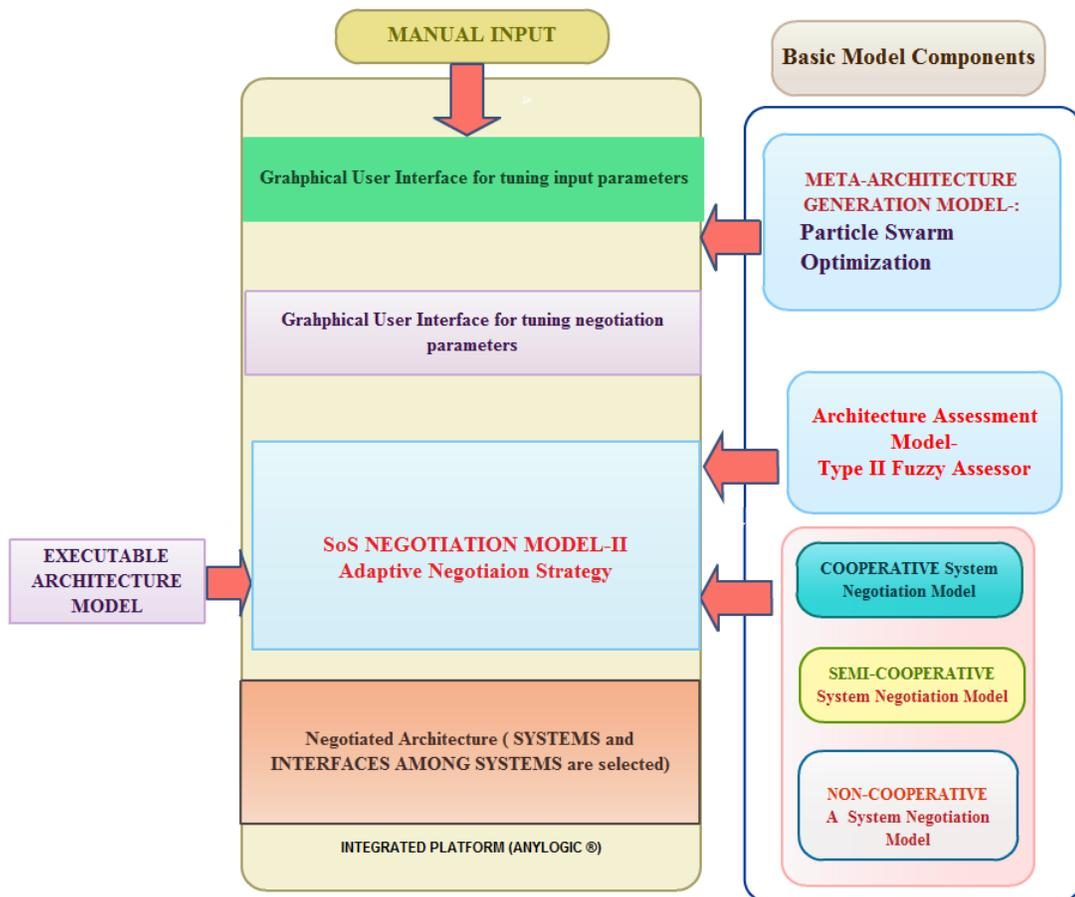 MANUAL INPUT
Basic Model Components
>
Grahphical User Interface for tuning input parameters
META-ARCHITECTURE
GENERATION MODEL-:
Particle Swarm
Optimization
Grahphical User Interface for tuning negotiation
parameters
Architecture Assessment
Model-
Type II Fuzzy Assessor
EXECUTABLE
ARCHITECTURE
MODEL
SoS NEGOTIATION MODEL-II
Adaptive Negotiaion Strategy
COOPERATIVE System
Negotiation Model
SEMI-COOPERATIVE
System Negotiation Model
NON-COOPERATIVE
A System Negotiation
Model
Negotiated Architecture ( SYSTEMS and
INTERFACES AMONG SYSTEMS are selected)
INTEGRATED PLATFORM (ANYLOGIC ®)